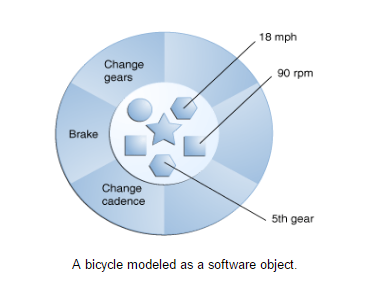 18 mph
Change
gears
90 rpm
Brake
Change
cadence
5th gear
A bicycle modeled as a software object.